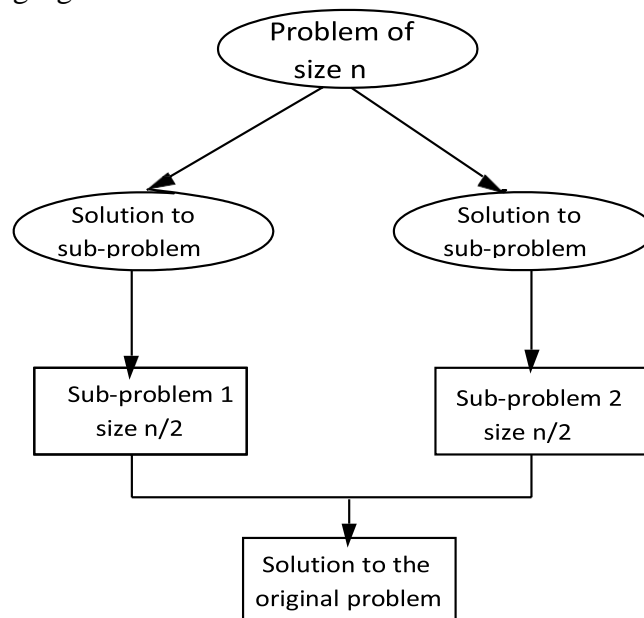 Problem of
size n
Solution to
sub-problem
Solution to
sub-problem
Sub-problem 1
size n/2
Sub-problem 2
size n/2
Solution to the
original problem